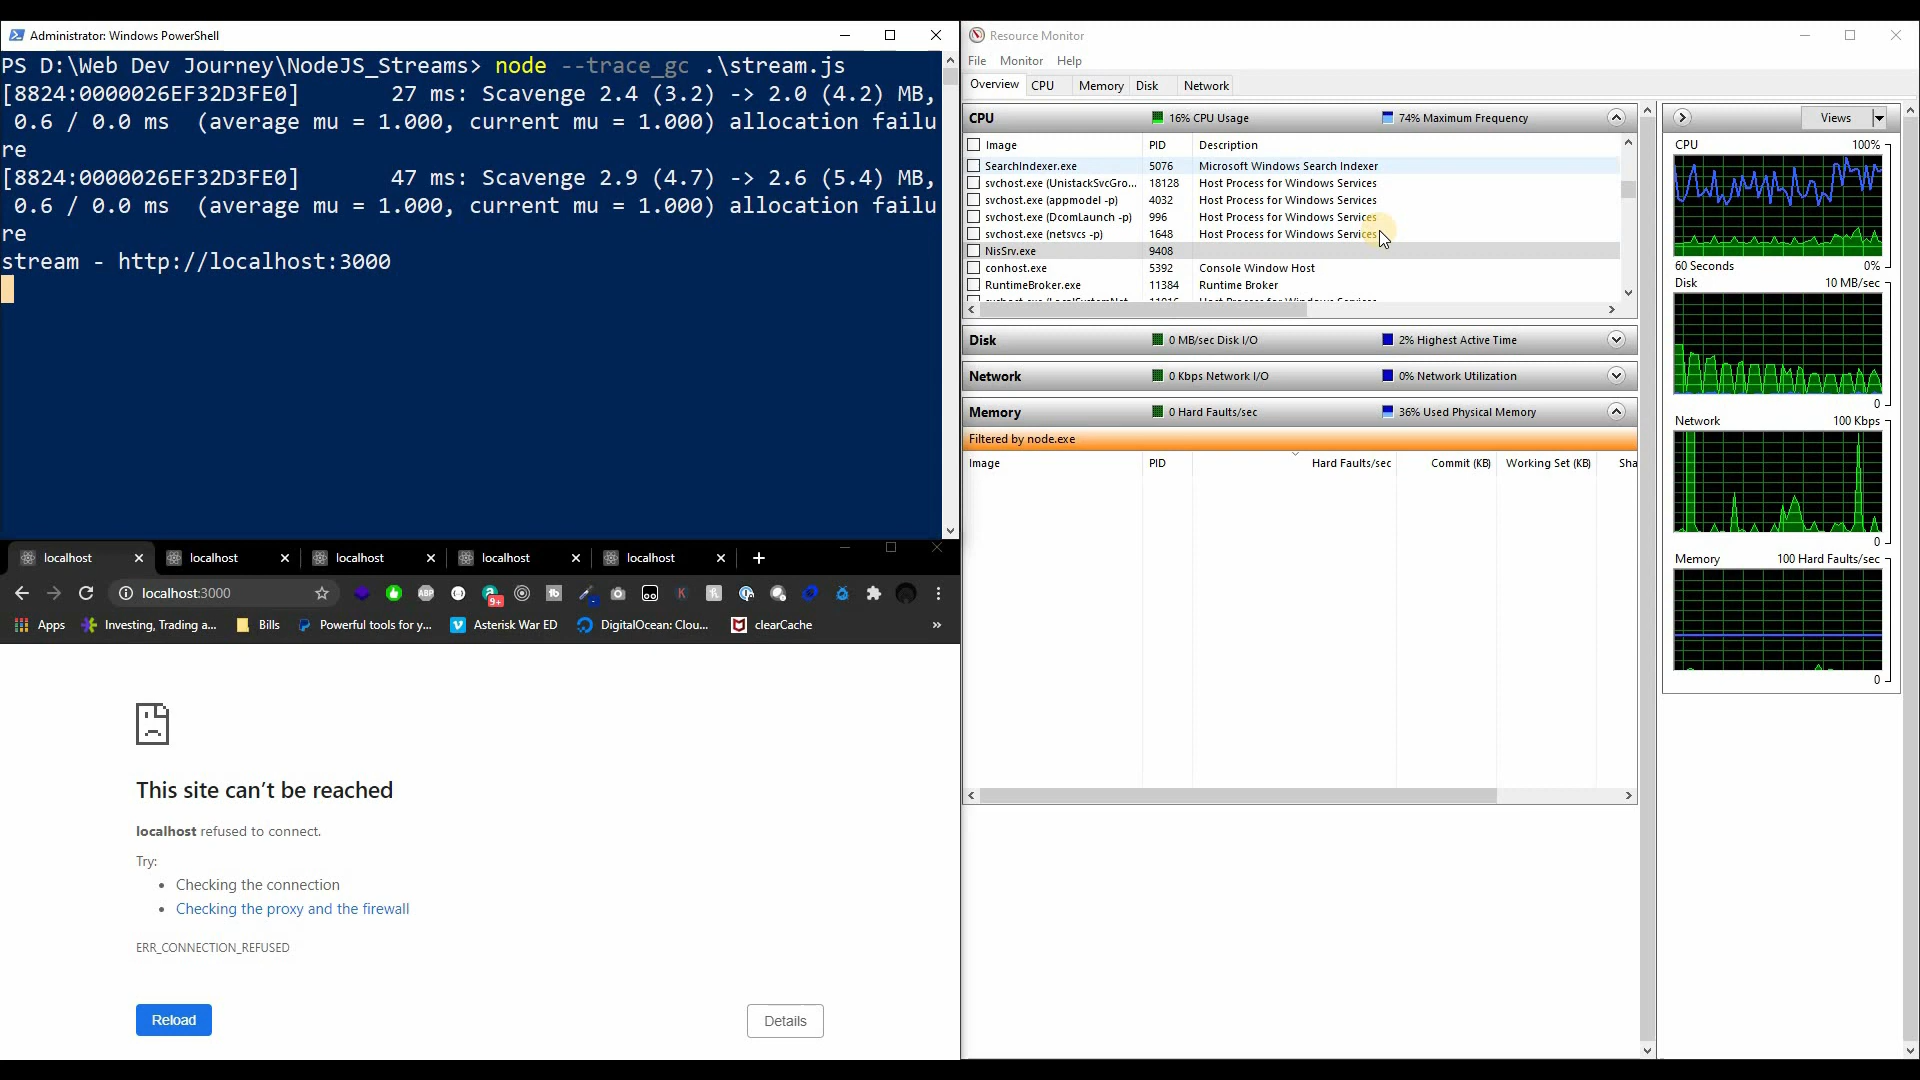 Administrator: Windows PowerShell
PS D:\Web Dev Journey\NodeJS_Streams> node --trace_gc .\stream.js
[8824:0000026EF32D3FE0]       27 ms: Scavenge 2.4 (3.2) -> 2.0 (4.2) MB,
0.6 / 0.0 ms  (average mu = 1.000, current mu = 1.000) allocation failu
re
[8824:0000026EF32D3FE0]       47 ms: Scavenge 2.9 (4.7) -> 2.6 (5.4) MB,
0.6 / 0.0 ms  (average mu = 1.000, current mu = 1.000) allocation failu
re
stream - http://localhost:3000
localhost localhost localhost localhost localhost
localhost:3000
ABP 9+ tb K
Apps Investing, Trading a... Bills Powerful tools for y... Asterisk War ED DigitalOcean: Clou... clearCache »
This site can’t be reached
localhost refused to connect.
Try:
• Checking the connection
• Checking the proxy and the firewall
ERR_CONNECTION_REFUSED
Reload Details
Resource Monitor
File Monitor Help
Overview CPU Memory Disk Network
CPU 16% CPU Usage 74% Maximum Frequency
Image PID Description
SearchIndexer.exe 5076 Microsoft Windows Search Indexer
svchost.exe (UnistackSvcGro... 18128 Host Process for Windows Services
svchost.exe (appmodel -p) 4032 Host Process for Windows Services
svchost.exe (DcomLaunch -p) 996 Host Process for Windows Services
svchost.exe (netsvcs -p) 1648 Host Process for Windows Services
NisSrv.exe 9408
conhost.exe 5392 Console Window Host
RuntimeBroker.exe 11384 Runtime Broker
Disk 0 MB/sec Disk I/O 2% Highest Active Time
Network 0 Kbps Network I/O 0% Network Utilization
Memory 0 Hard Faults/sec 36% Used Physical Memory
Filtered by node.exe
Image PID Hard Faults/sec Commit (KB) Working Set (KB) Sha
Views
CPU 100%
60 Seconds 0%
Disk 10 MB/sec
0
Network 100 Kbps
0
Memory 100 Hard Faults/sec
0